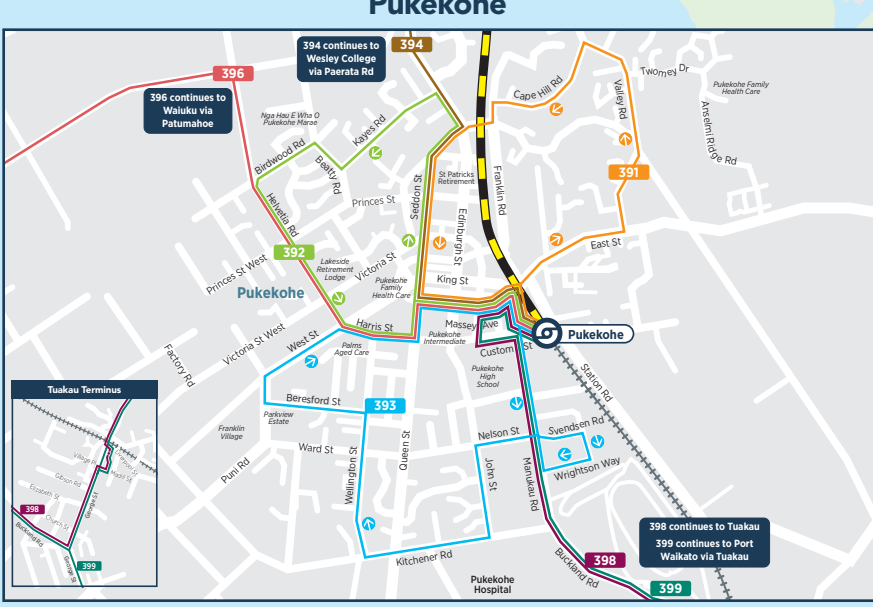 Pukekohe
394 continues to
Wesley College
via Paerata Rd
394
396
396 continues to
Waiuku via
Patumahoe
Nga Hau E Wha O
Pukekohe Marae
Kayes Rd
Birdwood Rd
Beatty Rd
Cape Hill Rd
Valley Rd
Twomey Dr
Pukekohe Family
Health Care
Anselmi Ridge Rd
391
St Patricks
Retirement
Franklin Rd
Seddon St
Princes St
Edinburgh St
Helvetia Rd
392
East St
Princes St West
Lakeside
Retirement
Lodge
Victoria St
Pukekohe
Family
Health Care
King St
Pukekohe
Harris St
Massey Ave
Pukekohe
Intermediate
Pukekohe
Custom St
West St
Victoria St West
Palms
Aged Care
Factory Rd
Pukekohe
High
School
Station Rd
Beresford St
393
Parkview
Estate
Franklin
Village
Ward St
Queen St
Nelson St
Svendsen Rd
Wrightson Way
Puni Rd
Wellington St
John St
Manukau Rd
Kitchener Rd
Buckland Rd
Pukekohe
Hospital
398 continues to Tuakau
399 continues to Port
Waikato via Tuakau
398
399
Tuakau Terminus
Village Pl
Gibson Rd
Elizabeth St
Church St
George St
Madill St
398
Buckland Rd
George St
399